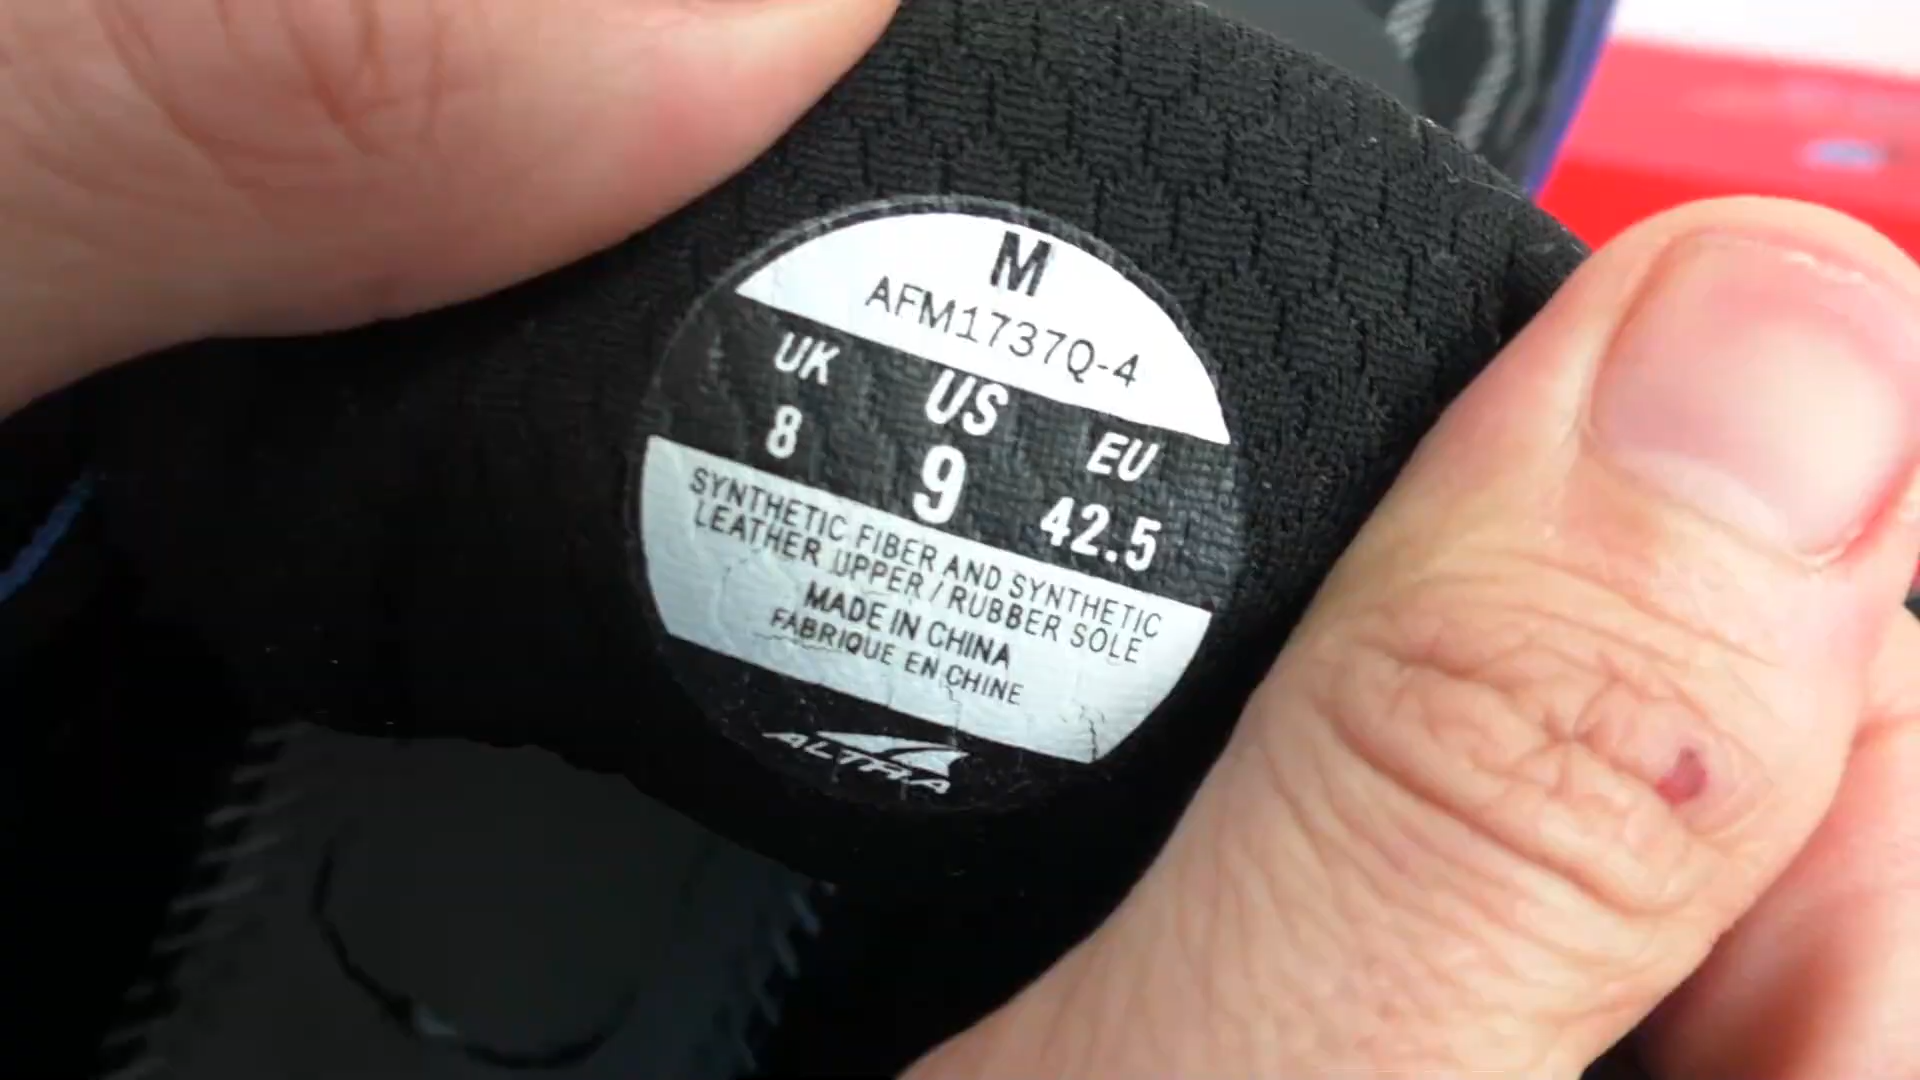 M
AFM1737Q-4
UK US EU
8 9 42.5
SYNTHETIC FIBER AND SYNTHETIC
LEATHER UPPER / RUBBER SOLE
MADE IN CHINA
FABRIQUE EN CHINE
ALTRA